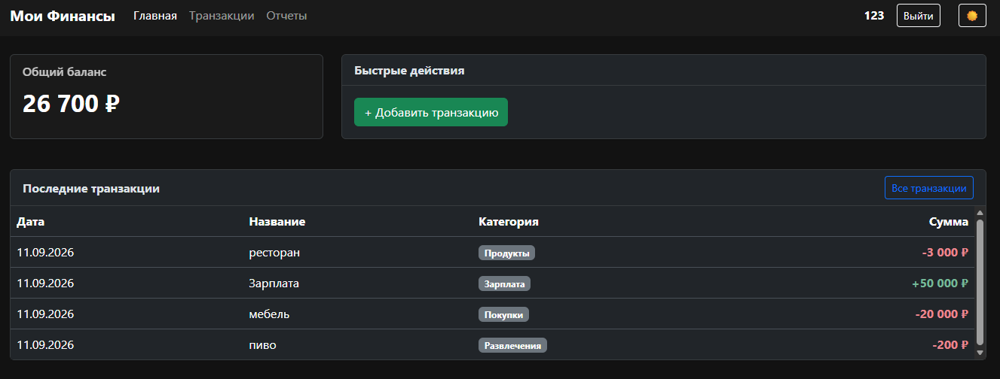 Мои Финансы Главная Транзакции Отчеты 123 Выйти
Общий баланс
26 700 ₽
Быстрые действия
+ Добавить транзакцию
Последние транзакции Все транзакции
Дата Название Категория Сумма
11.09.2026 ресторан Продукты -3 000 ₽
11.09.2026 Зарплата Зарплата +50 000 ₽
11.09.2026 мебель Покупки -20 000 ₽
11.09.2026 пиво Развлечения -200 ₽